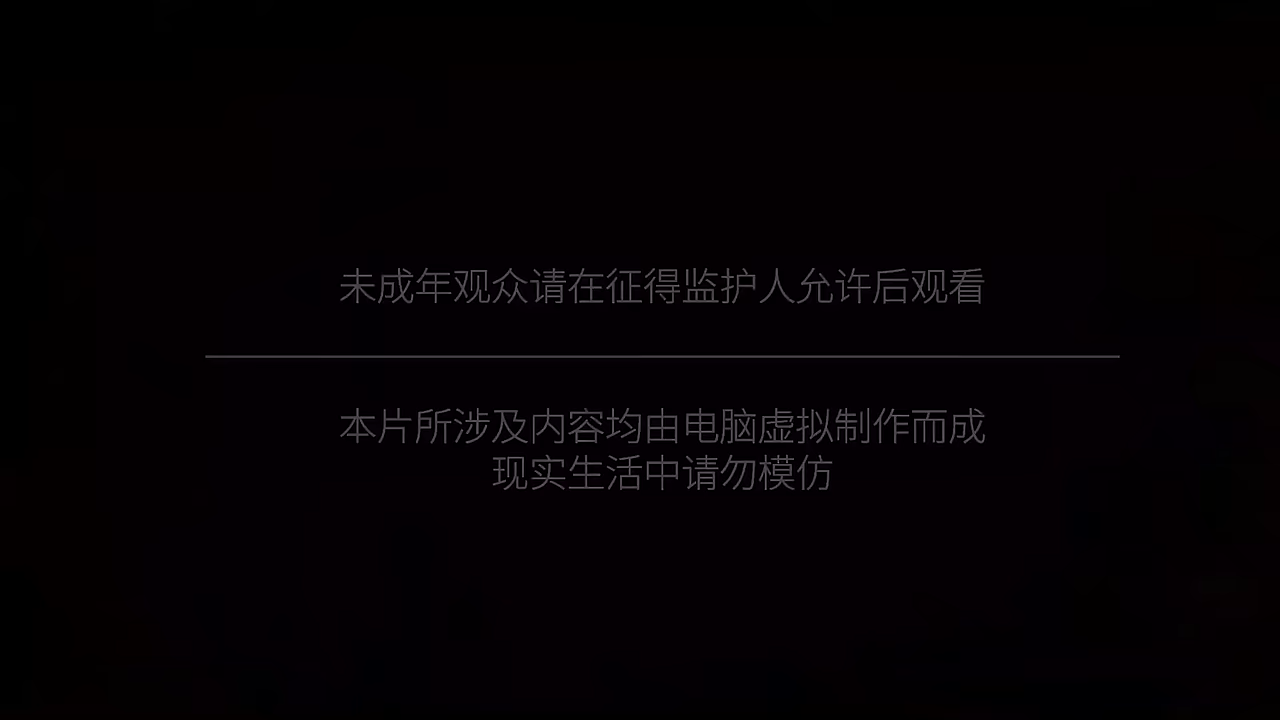 未成年观众请在征得监护人允许后观看
本片所涉及内容均由电脑虚拟制作而成
现实生活中请勿模仿